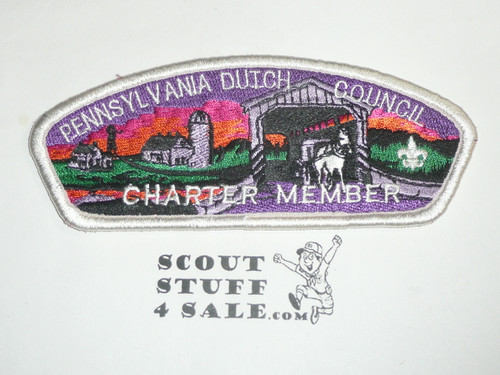 PENNSYLVANIA DUTCH COUNCIL
CHARTER MEMBER
SCOUT
STUFF
4 SALE.COM